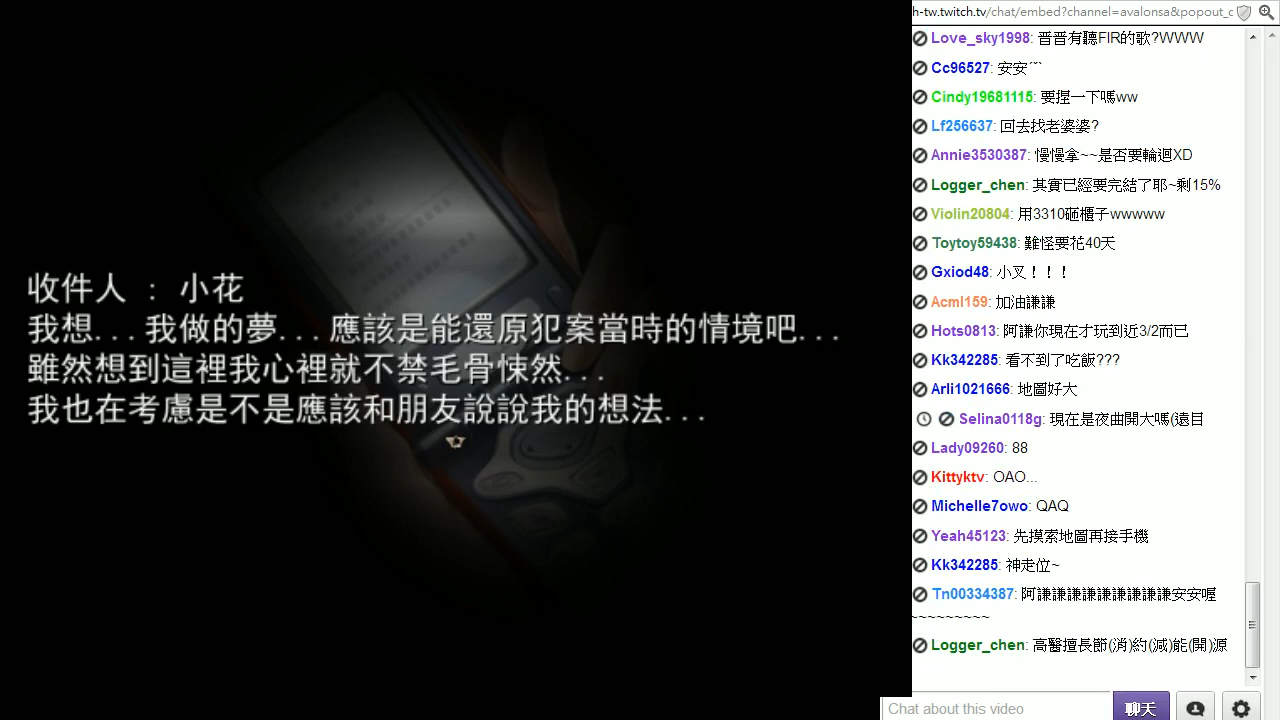 收件人 : 小花
我想...我做的夢...應該是能還原犯案當時的情境吧...
雖然想到這裡我心裡就不禁毛骨悚然...
我也在考慮是不是應該和朋友說說我的想法...
h-tw.twitch.tv/chat/embed?channel=avalonsa&popout_c
Love_sky1998: 晋晋有聽FIR的歌?WWW
Cc96527: 安安ˇˇˇ
Cindy19681115: 要捏一下嗎ww
Lf256637: 回去找老婆婆?
Annie3530387: 慢慢拿~~是否要輪迴XD
Logger_chen: 其實已經要完結了耶~剩15%
Violin20804: 用3310砸櫃子wwwww
Toytoy59438: 難怪要花40天
Gxiod48: 小叉！！！
Acml159: 加油謙謙
Hots0813: 阿謙你現在才玩到近3/2而已
Kk342285: 看不到了吃飯???
Arli1021666: 地圖好大
Selina0118g: 現在是夜曲開大嗎(遠目
Lady09260: 88
Kittyktv: OAO...
Michelle7owo: QAQ
Yeah45123: 先摸索地圖再接手機
Kk342285: 神走位~
Tn00334387: 阿謙謙謙謙謙謙謙謙謙安安喔
~~~~~~~~~
Logger_chen: 高醫擅長節(消)約(減)能(開)源
Chat about this video
聊天